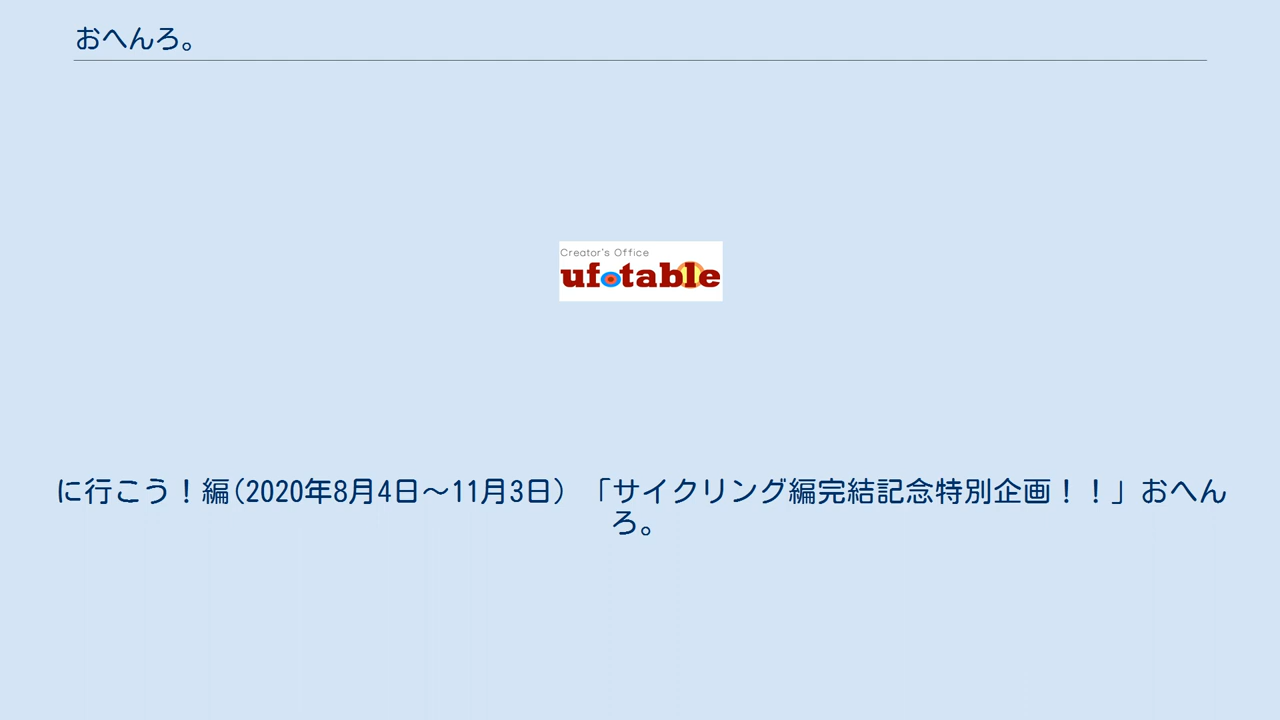 おへんろ。
Creator's Office
ufotable
に行こう！編(2020年8月4日～11月3日) 「サイクリング編完結記念特別企画！！」おへん
ろ。